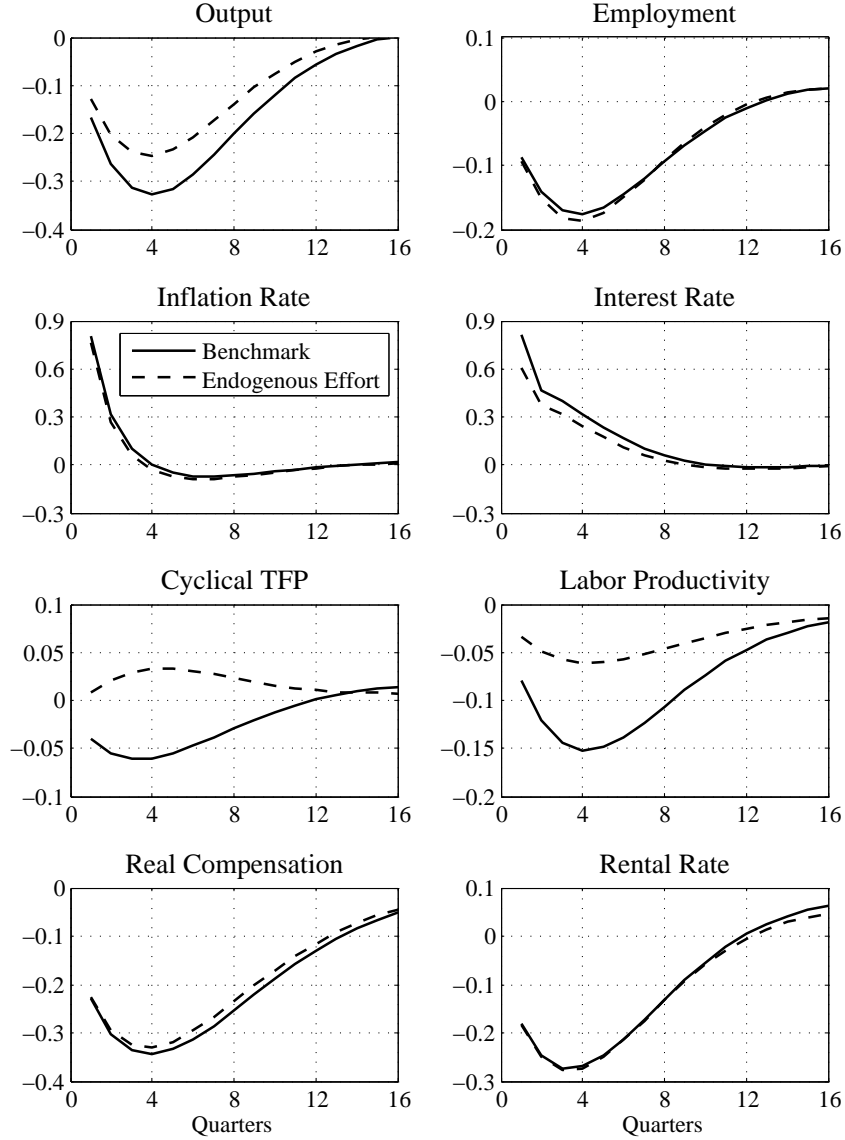 Output
0
−0.1
−0.2
−0.3
−0.4
0 4 8 12 16
Employment
0.1
0
−0.1
−0.2
0 4 8 12 16
Inflation Rate
0.9
0.6
0.3
0
−0.3
0 4 8 12 16
Benchmark
Endogenous Effort
Interest Rate
0.9
0.6
0.3
0
−0.3
0 4 8 12 16
Cyclical TFP
0.1
0.05
0
−0.05
−0.1
0 4 8 12 16
Labor Productivity
0
−0.05
−0.1
−0.15
−0.2
0 4 8 12 16
Real Compensation
0
−0.1
−0.2
−0.3
−0.4
0 4 8 12 16
Quarters
Rental Rate
0.1
0
−0.1
−0.2
−0.3
0 4 8 12 16
Quarters